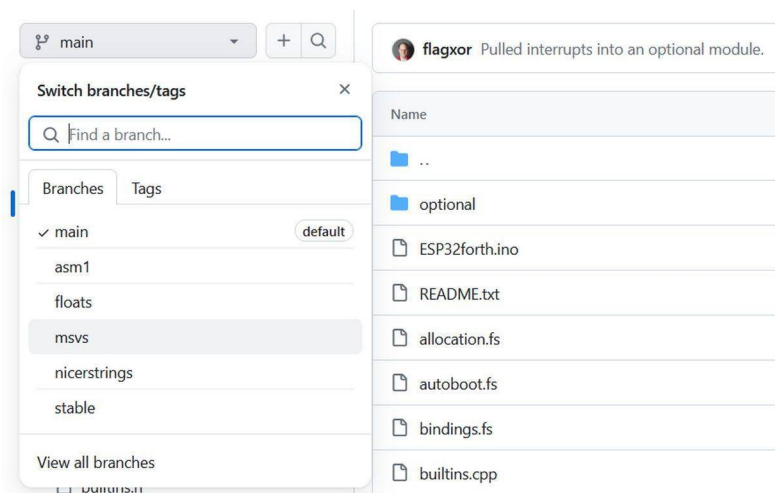 main
Switch branches/tags
Find a branch...
Branches Tags
main default
asm1
floats
msvs
nicerstrings
stable
View all branches
builtins.h
flagxor Pulled interrupts into an optional module.
Name
..
optional
ESP32forth.ino
README.txt
allocation.fs
autoboot.fs
bindings.fs
builtins.cpp